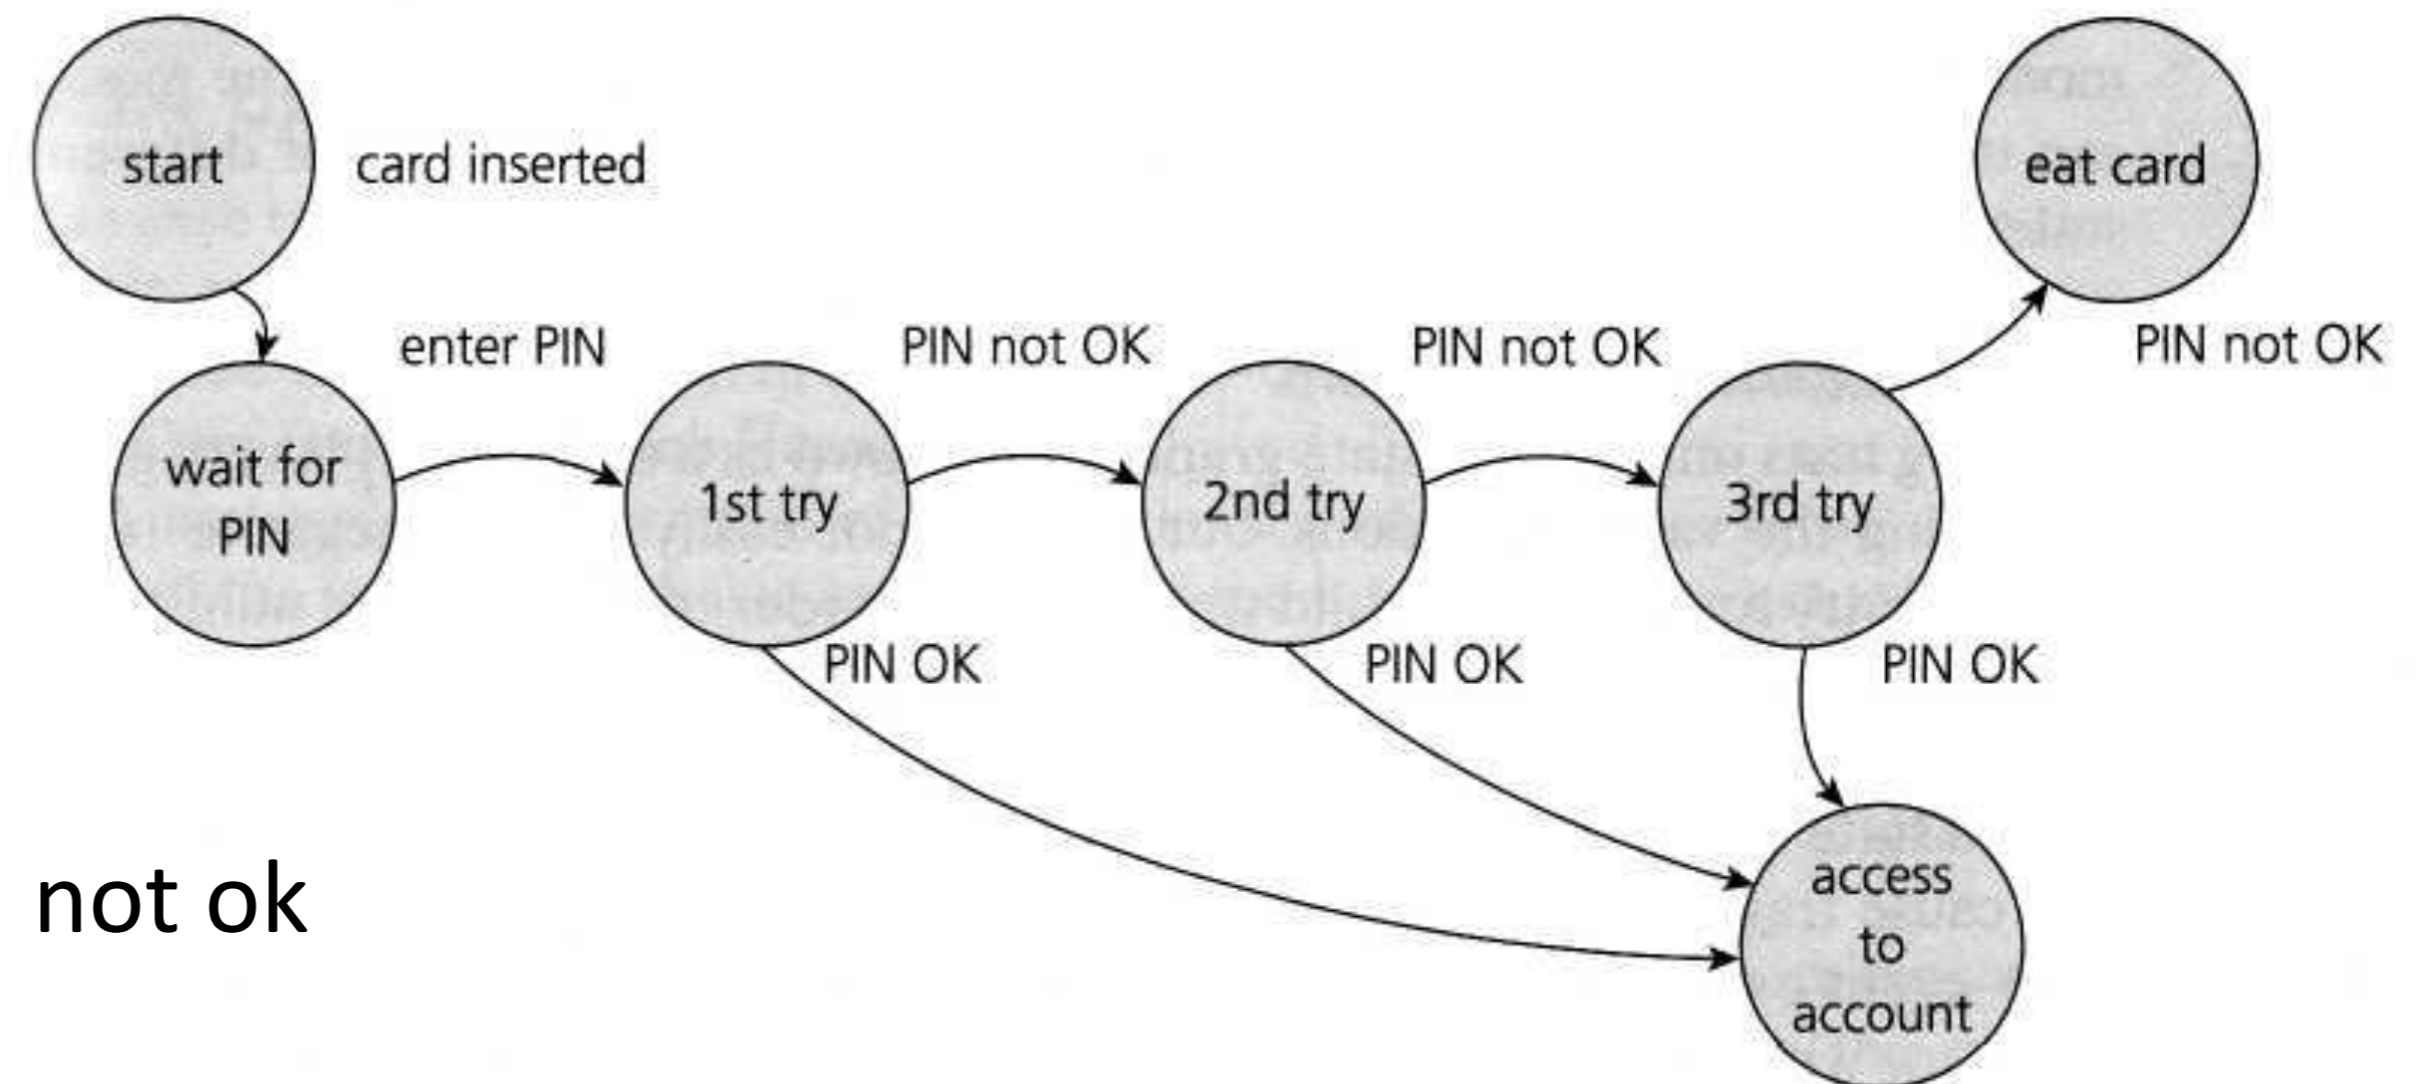 start
card inserted
eat card
enter PIN
PIN not OK
PIN not OK
PIN not OK
wait for
PIN
1st try
2nd try
3rd try
PIN OK
PIN OK
PIN OK
not ok
access
to
account